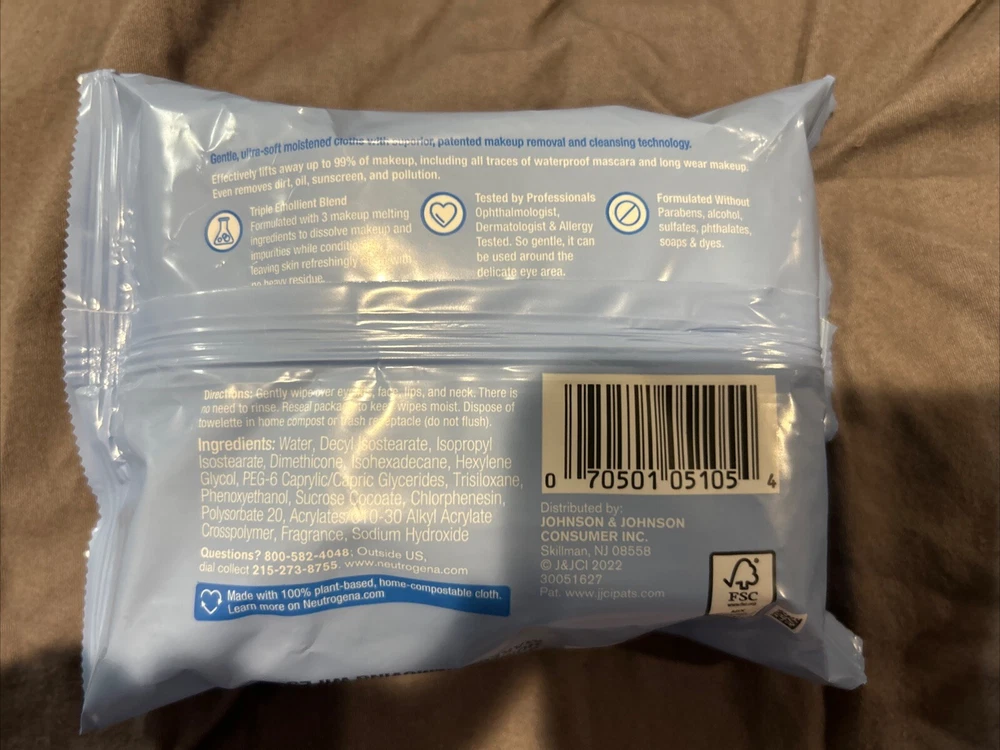 Gentle, ultra-soft moistened cloths with superior, patented makeup removal and cleansing technology.
Effectively lifts away up to 99% of makeup, including all traces of waterproof mascara and long wear makeup.
Even removes dirt, oil, sunscreen, and pollution.
Triple Emollient Blend
Formulated with 3 makeup melting
ingredients to dissolve makeup and
impurities while
leaving skin refreshingly with
no heavy residue.
Tested by Professionals
Ophthalmologist,
Dermatologist & Allergy
Tested. So gentle, it can
be used around the
delicate eye area.
Formulated Without
Parabens, alcohol,
sulfates, phthalates,
soaps & dyes.
Directions: Gently wipe over face, lips, and neck. There is
no need to rinse. Reseal package to keep wipes moist. Dispose of
towelette in home compost or trash receptacle (do not flush).
Ingredients: Water, Decyl Isostearate, Isopropyl
Isostearate, Dimethicone, Isohexadecane, Hexylene
Glycol, PEG-6 Caprylic/Capric Glycerides, Trisiloxane,
Phenoxyethanol, Sucrose Cocoate, Chlorphenesin,
Polysorbate 20, Acrylates/C10-30 Alkyl Acrylate
Crosspolymer, Fragrance, Sodium Hydroxide
Questions? 800-582-4048; Outside US,
dial collect 215-273-8755. www.neutrogena.com
Made with 100% plant-based, home-compostable cloth.
Learn more on Neutrogena.com
0 70501 05105 4
Distributed by:
JOHNSON & JOHNSON
CONSUMER INC.
Skillman, NJ 08558
© J&JCI 2022
30051627
Pat. www.jjcipats.com
FSC